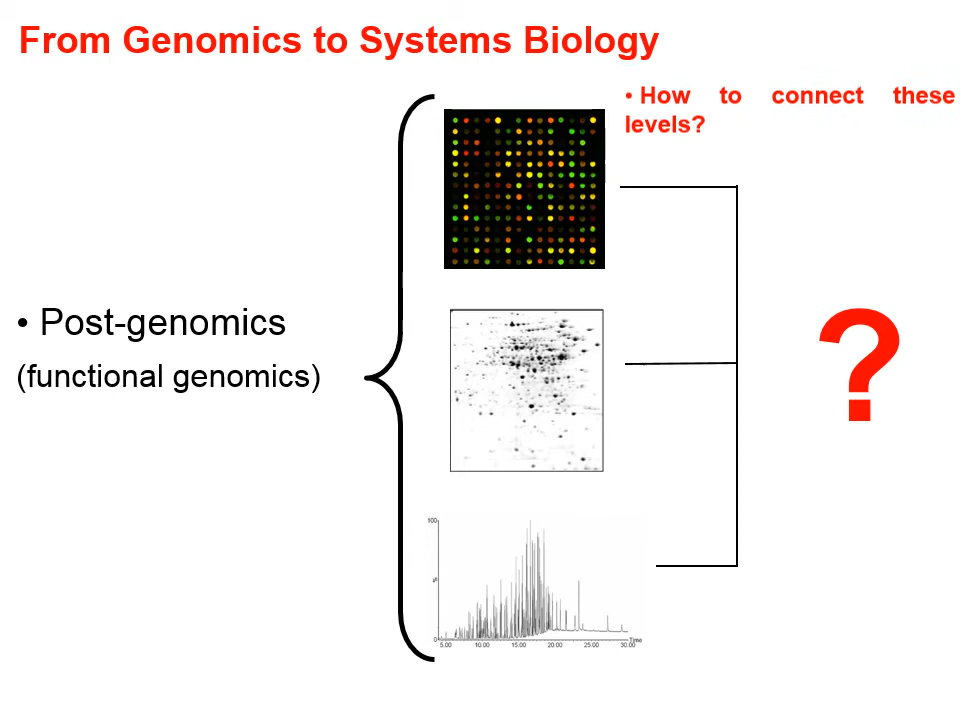 From Genomics to Systems Biology
• How to connect these
levels?
• Post-genomics
(functional genomics)
?
100
%
0
5.00 10.00 15.00 20.00 25.00 30.00
Time